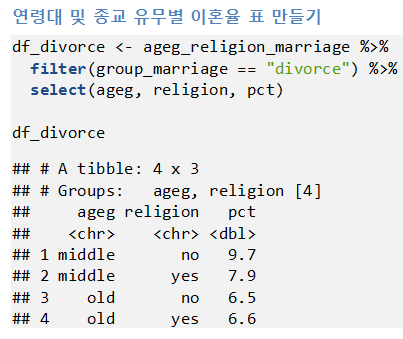 연령대 및 종교 유무별 이혼율 표 만들기
df_divorce <- ageg_religion_marriage %>%
  filter(group_marriage == "divorce") %>%
  select(ageg, religion, pct)
df_divorce
## # A tibble: 4 x 3
## # Groups:   ageg, religion [4]
##     ageg religion   pct
##    <chr>    <chr> <dbl>
## 1 middle       no   9.7
## 2 middle      yes   7.9
## 3    old       no   6.5
## 4    old      yes   6.6